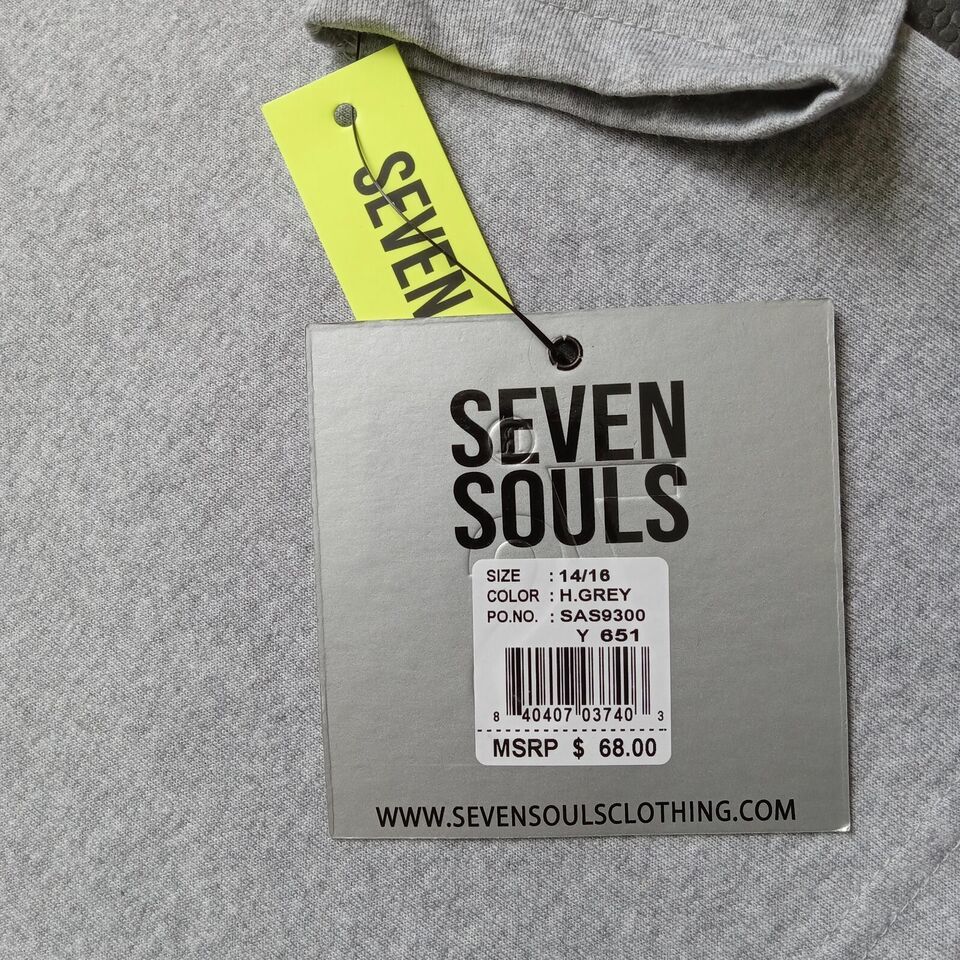 SEVEN
SEVEN
SOULS
SIZE : 14/16
COLOR : H.GREY
PO.NO. : SAS9300
Y 651
8 40407 03740 3
MSRP $ 68.00
WWW.SEVENSOULSCLOTHING.COM